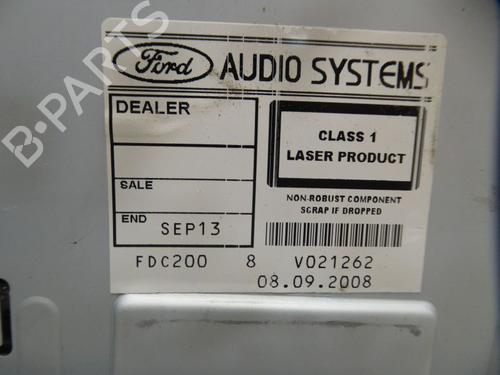 B-PARTS
Ford AUDIO SYSTEMS
DEALER
CLASS 1
LASER PRODUCT
SALE
NON-ROBUST COMPONENT
SCRAP IF DROPPED
END SEP13
FDC200 8 V021262
08.09.2008